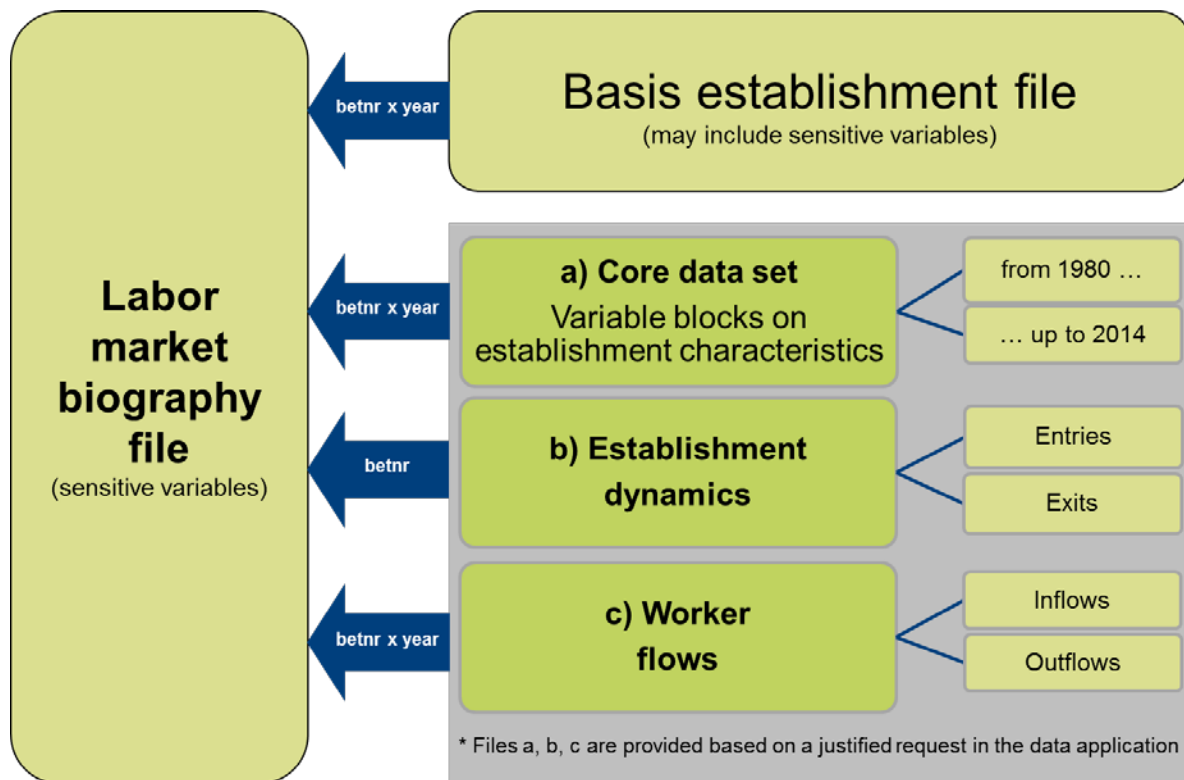 Labor
market
biography
file
(sensitive variables)
betnr x year
Basis establishment file
(may include sensitive variables)
betnr x year
a) Core data set
Variable blocks on
establishment characteristics
from 1980 …
… up to 2014
betnr
b) Establishment
dynamics
Entries
Exits
betnr x year
c) Worker
flows
Inflows
Outflows
* Files a, b, c are provided based on a justified request in the data application